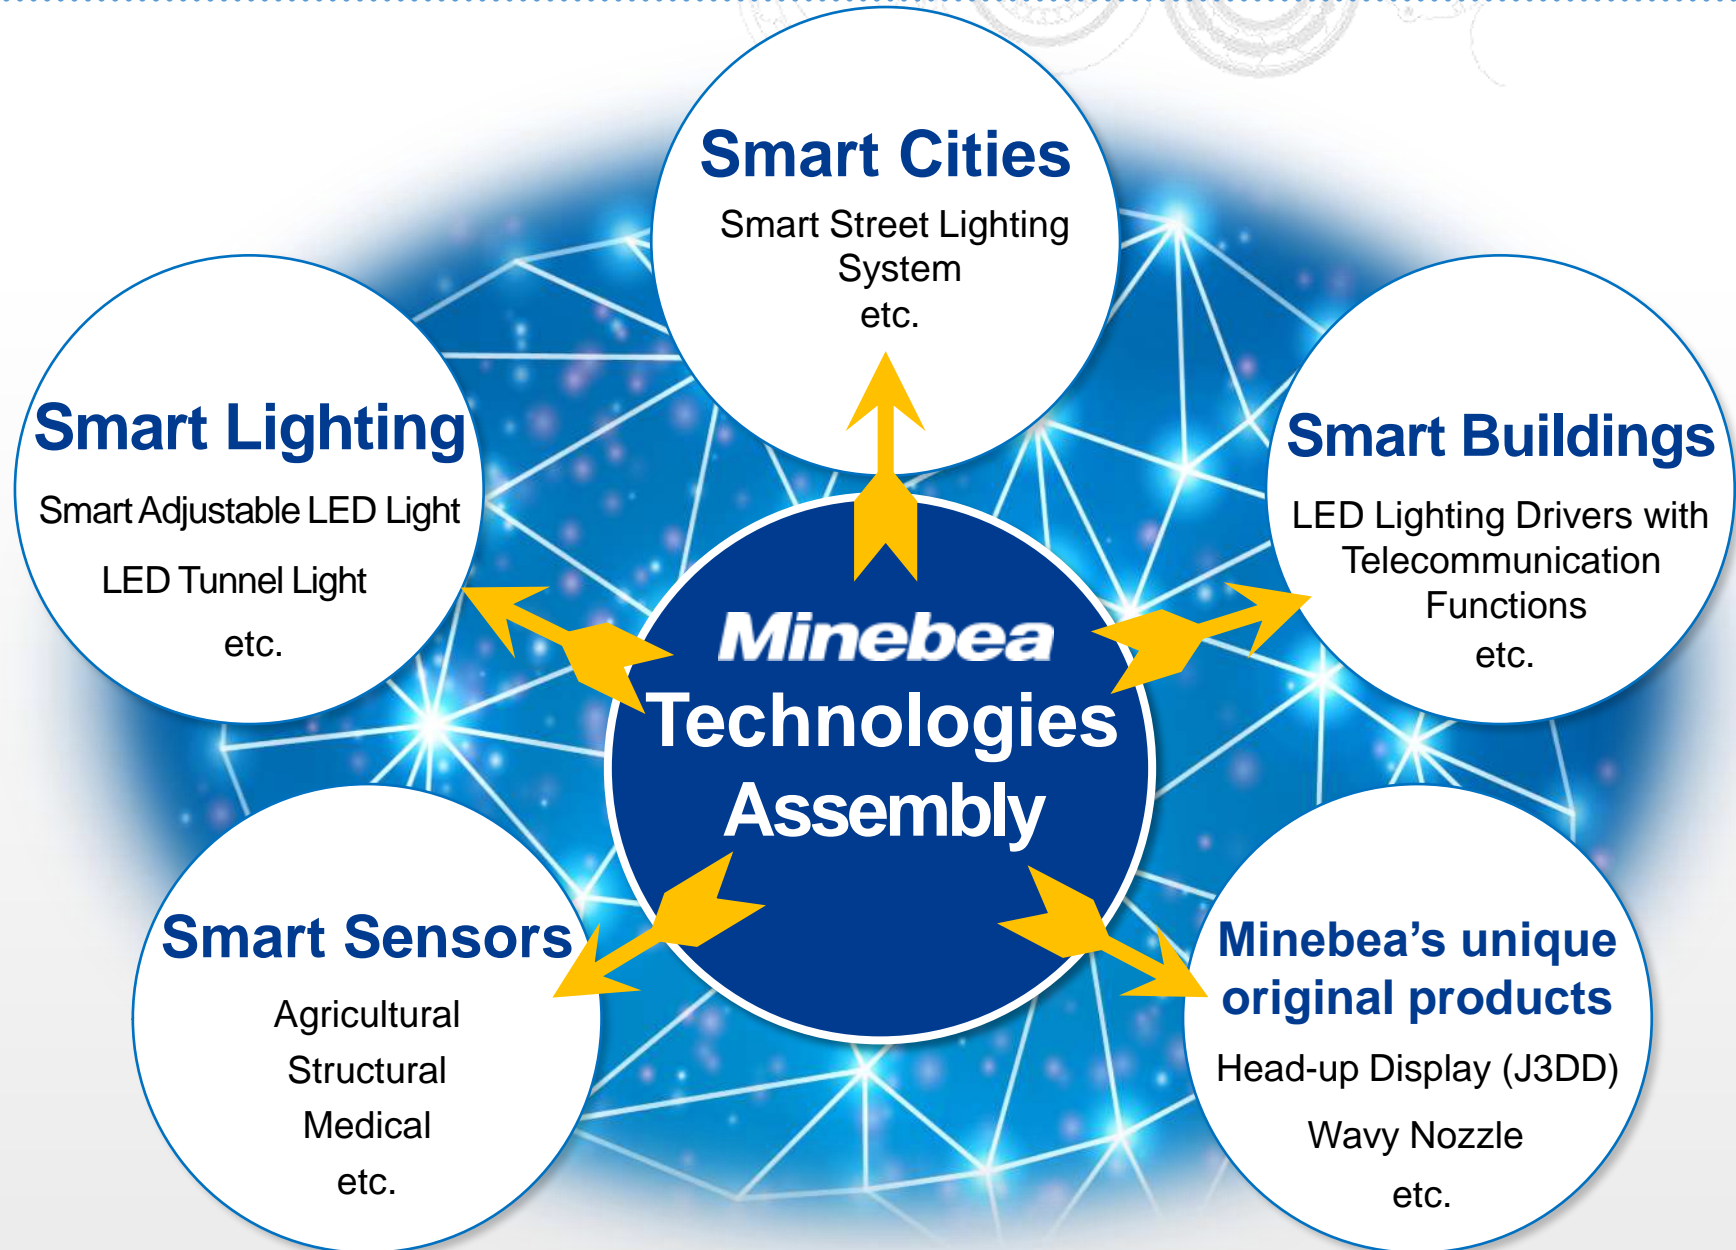 Smart Cities
Smart Street Lighting
System
etc.
Smart Lighting
Smart Adjustable LED Light
LED Tunnel Light
etc.
Smart Buildings
LED Lighting Drivers with
Telecommunication
Functions
etc.
Minebea
Technologies
Assembly
Smart Sensors
Agricultural
Structural
Medical
etc.
Minebea’s unique
original products
Head-up Display (J3DD)
Wavy Nozzle
etc.